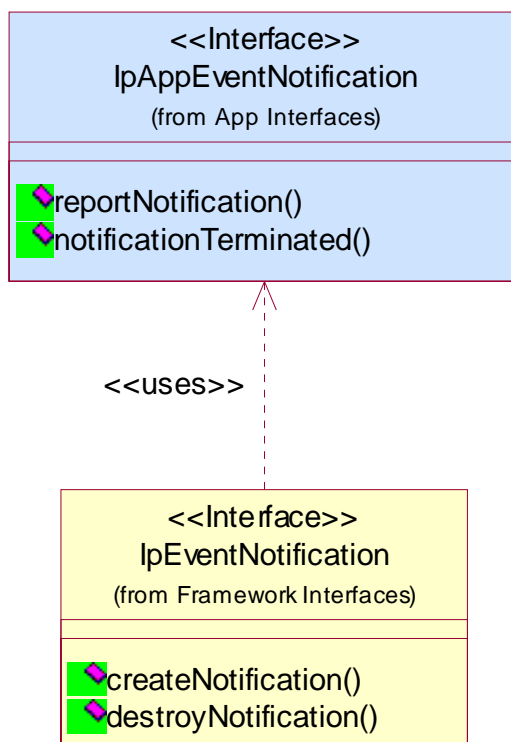 <<Interface>>
IpAppEventNotification
(from App Interfaces)
reportNotification()
notificationTerminated()
<<uses>>
<<Interface>>
IpEventNotification
(from Framework Interfaces)
createNotification()
destroyNotification()